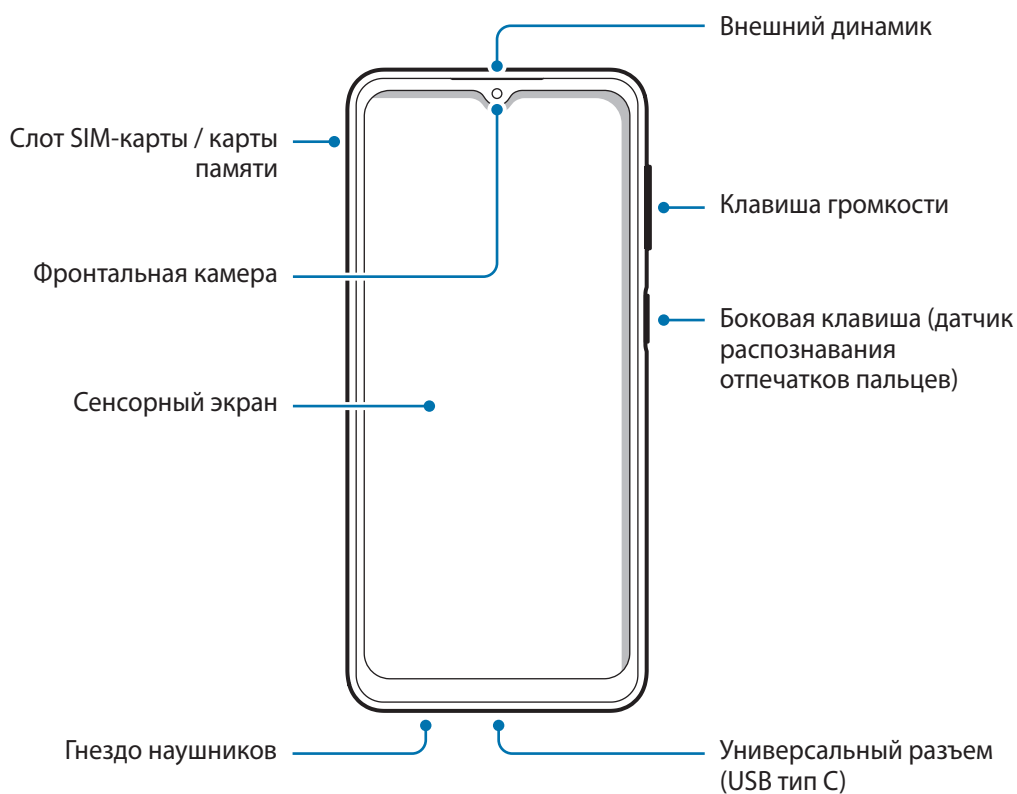 Внешний динамик
Слот SIM-карты / карты
памяти
Клавиша громкости
Фронтальная камера
Боковая клавиша (датчик
распознавания
отпечатков пальцев)
Сенсорный экран
Гнездо наушников
Универсальный разъем
(USB тип C)